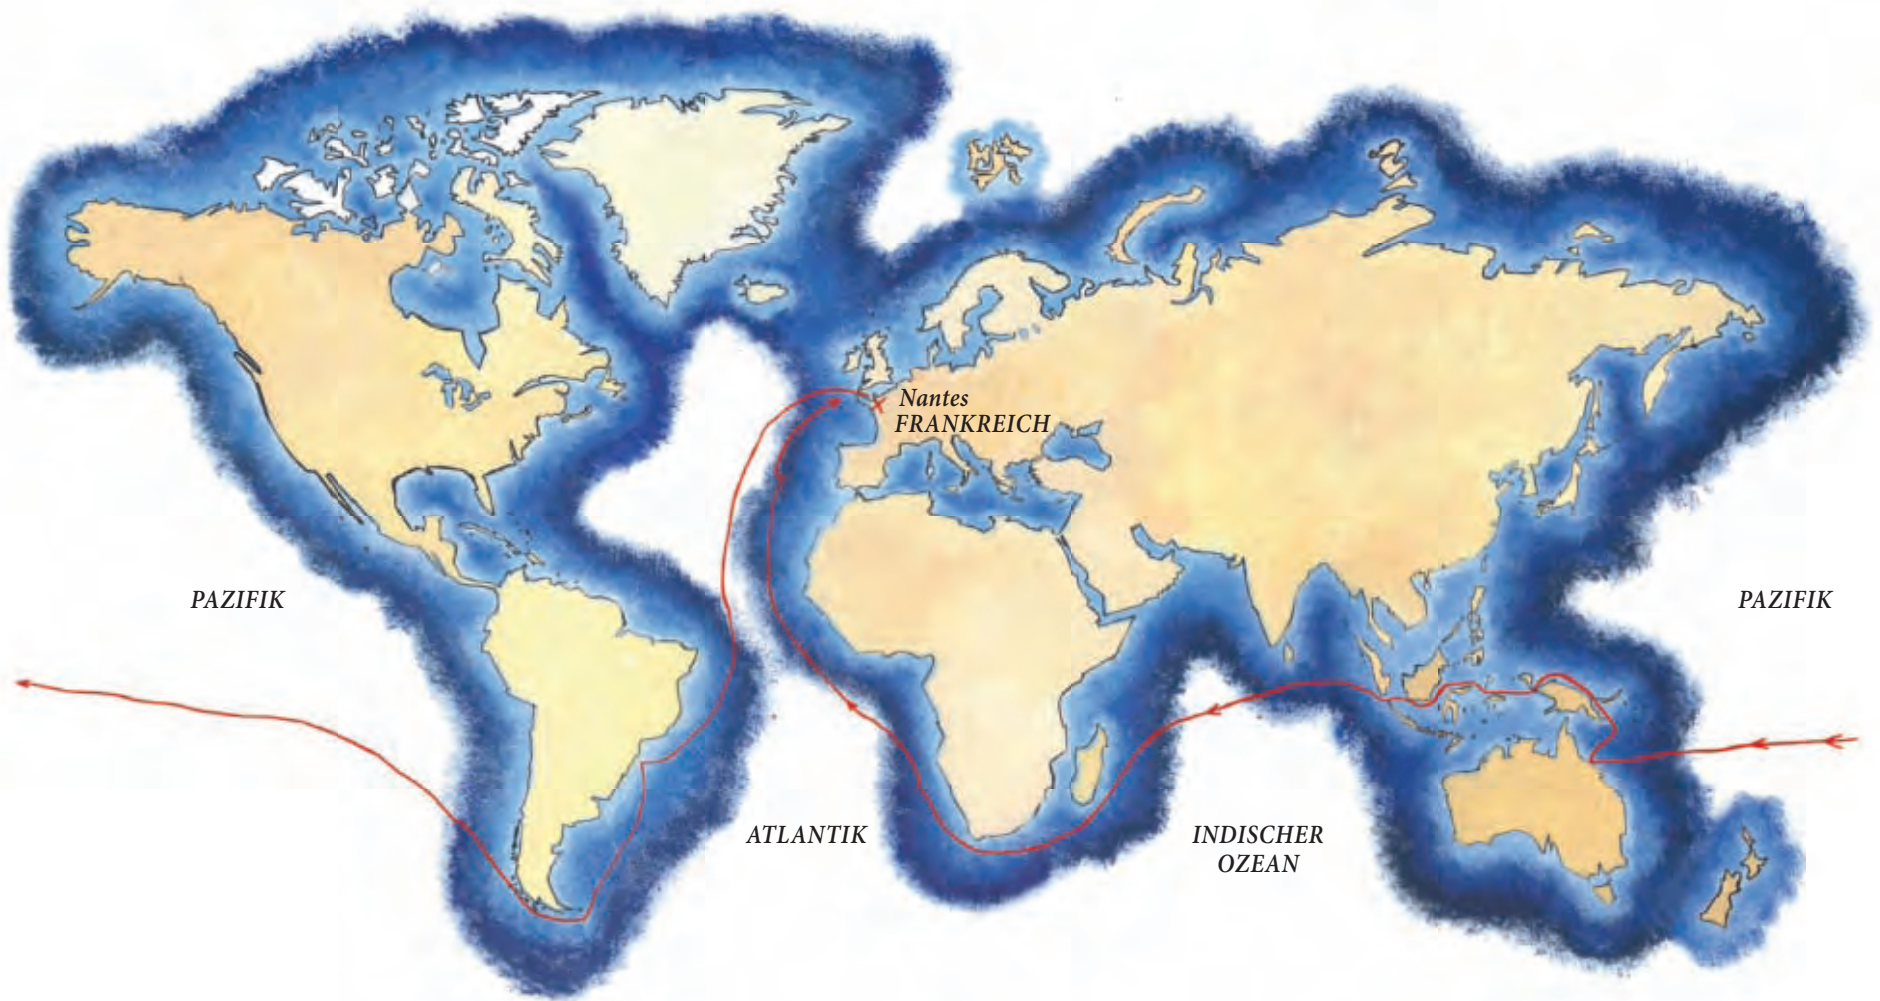 Nantes
FRANKREICH
PAZIFIK
PAZIFIK
ATLANTIK
INDISCHER
OZEAN